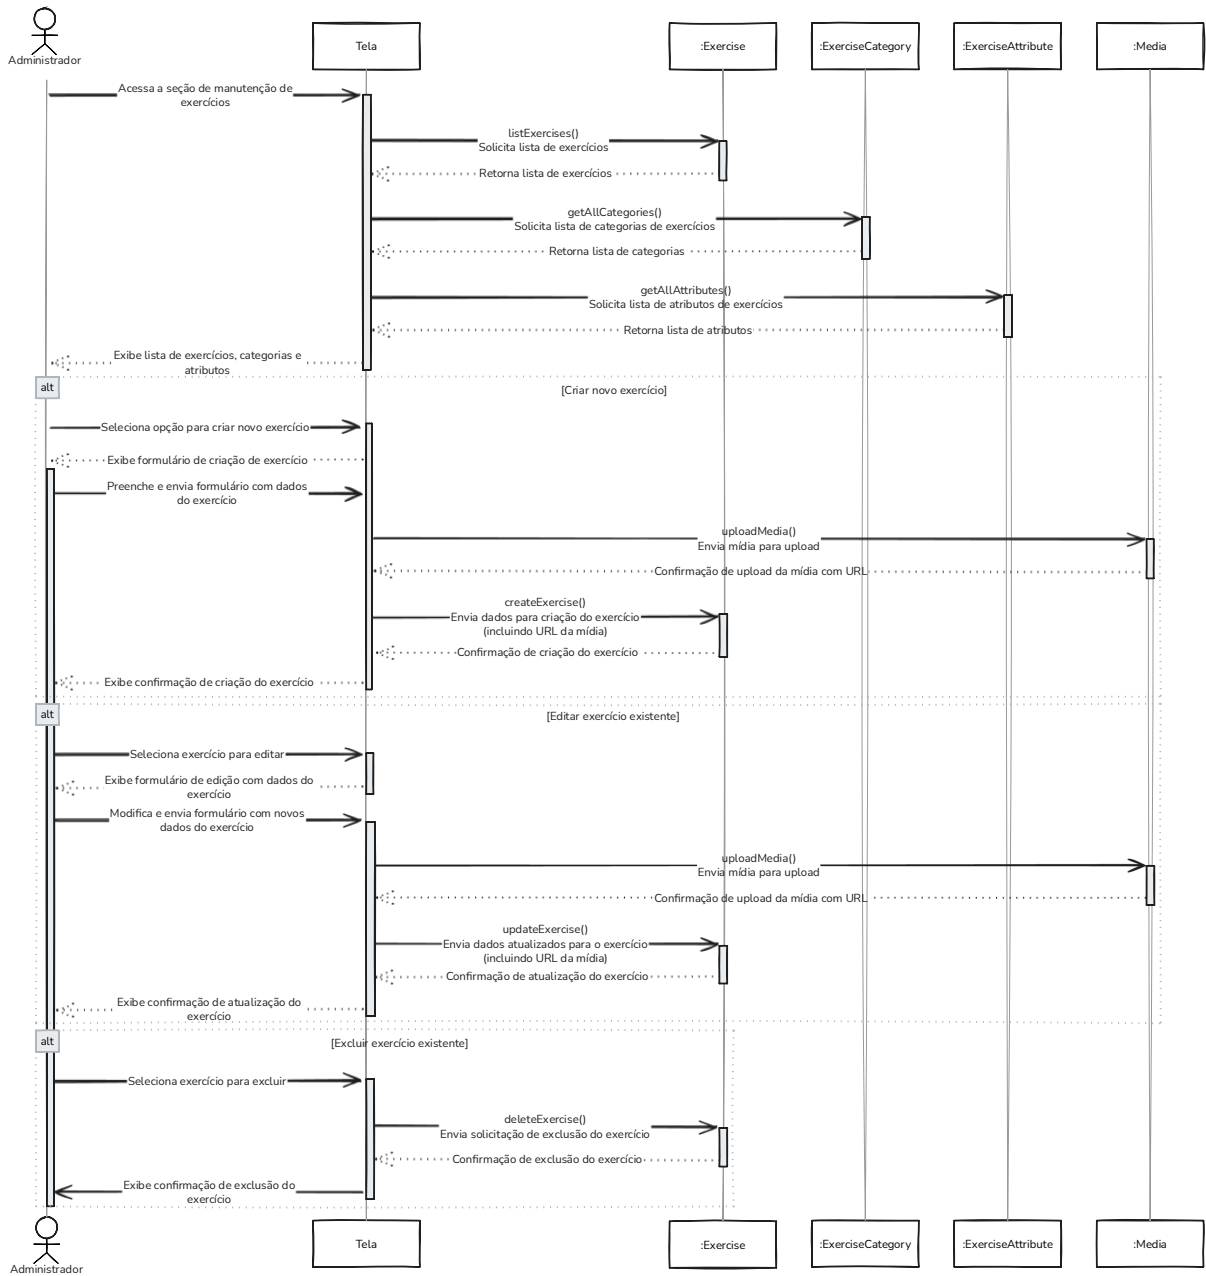 Administrador
Tela
:Exercise
:ExerciseCategory
:ExerciseAttribute
:Media
Acessa a seção de manutenção de
exercícios
listExercises()
Solicita lista de exercícios
Retorna lista de exercícios
getAllCategories()
Solicita lista de categorias de exercícios
Retorna lista de categorias
getAllAttributes()
Solicita lista de atributos de exercícios
Retorna lista de atributos
Exibe lista de exercícios, categorias e
atributos
alt
[Criar novo exercício]
Seleciona opção para criar novo exercício
Exibe formulário de criação de exercício
Preenche e envia formulário com dados
do exercício
uploadMedia()
Envia mídia para upload
Confirmação de upload da mídia com URL
createExercise()
Envia dados para criação do exercício
(incluindo URL da mídia)
Confirmação de criação do exercício
Exibe confirmação de criação do exercício
alt
[Editar exercício existente]
Seleciona exercício para editar
Exibe formulário de edição com dados do
exercício
Modifica e envia formulário com novos
dados do exercício
uploadMedia()
Envia mídia para upload
Confirmação de upload da mídia com URL
updateExercise()
Envia dados atualizados para o exercício
(incluindo URL da mídia)
Confirmação de atualização do exercício
Exibe confirmação de atualização do
exercício
alt
[Excluir exercício existente]
Seleciona exercício para excluir
deleteExercise()
Envia solicitação de exclusão do exercício
Confirmação de exclusão do exercício
Exibe confirmação de exclusão do
exercício
Administrador
Tela
:Exercise
:ExerciseCategory
:ExerciseAttribute
:Media